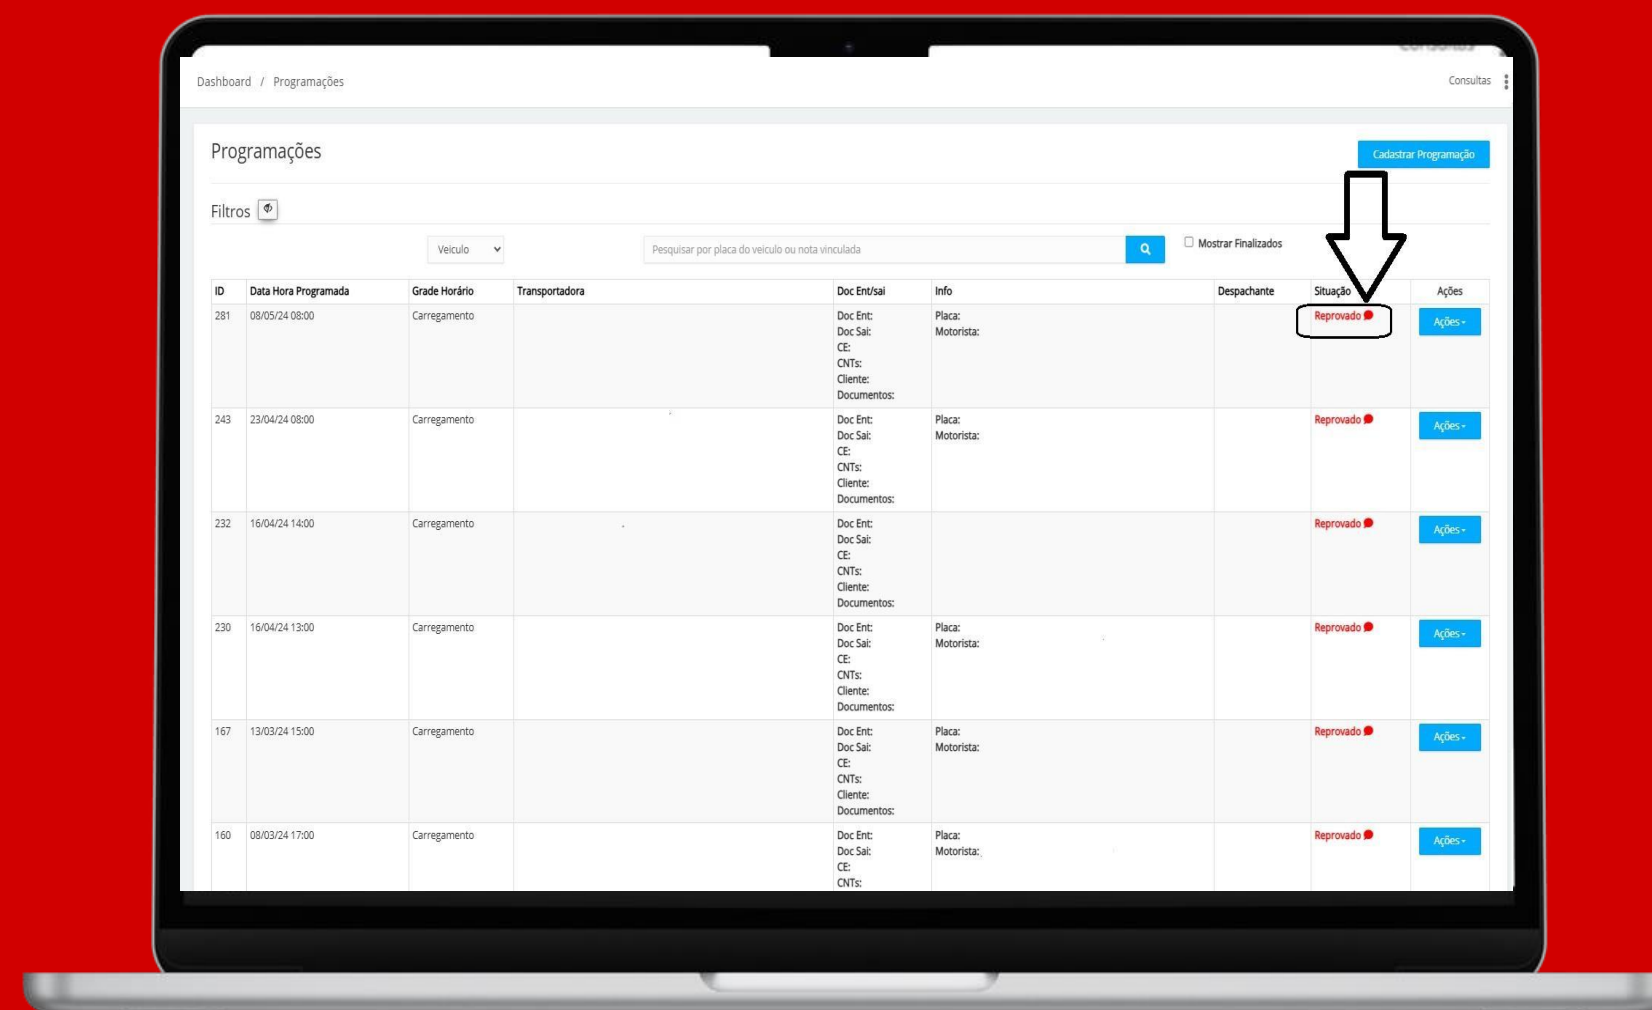 Consultas
Dashboard / Programações
Consultas
Programações
Cadastrar Programação
Filtros
Veiculo
Pesquisar por placa do veiculo ou nota vinculada
Mostrar Finalizados
ID Data Hora Programada Grade Horário Transportadora Doc Ent/sai Info Despachante Situação Ações
281 08/05/24 08:00 Carregamento Doc Ent: Placa: Reprovado Ações
Doc Sai: Motorista:
CE:
CNTs:
Cliente:
Documentos:
243 23/04/24 08:00 Carregamento Doc Ent: Placa: Reprovado Ações
Doc Sai: Motorista:
CE:
CNTs:
Cliente:
Documentos:
232 16/04/24 14:00 Carregamento Doc Ent: Reprovado Ações
Doc Sai:
CE:
CNTs:
Cliente:
Documentos:
230 16/04/24 13:00 Carregamento Doc Ent: Placa: Reprovado Ações
Doc Sai: Motorista:
CE:
CNTs:
Cliente:
Documentos:
167 13/03/24 15:00 Carregamento Doc Ent: Placa: Reprovado Ações
Doc Sai: Motorista:
CE:
CNTs:
Cliente:
Documentos:
160 08/03/24 17:00 Carregamento Doc Ent: Placa: Reprovado Ações
Doc Sai: Motorista:
CE:
CNTs: